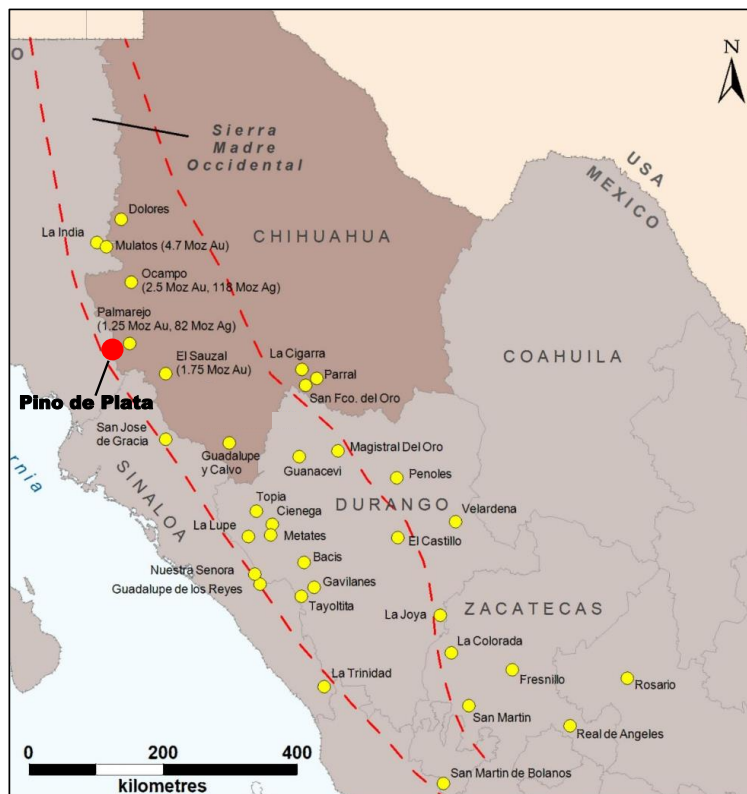 N
O
Sierra
Madre
Occidental
USA
MEXICO
Dolores
La India
CHIHUAHUA
Mulatos (4.7 Moz Au)
Ocampo
(2.5 Moz Au, 118 Moz Ag)
Palmarejo
(1.25 Moz Au, 82 Moz Ag)
El Sauzal
(1.75 Moz Au)
La Cigarra
COAHUILA
Parral
San Fco. del Oro
Pino de Plata
San Jose
de Gracia
Guadalupe
y Calvo
Magistral Del Oro
Guanacevi
Penoles
rnia
SINALOA
Topia
DURANGO
Cienega
Velardena
La Lupe
Metates
El Castillo
Bacis
Nuestra Senora
Gavilanes
Guadalupe de los Reyes
Tayoltita
La Joya
ZACATECAS
La Colorada
La Trinidad
Fresnillo
Rosario
San Martin
Real de Angeles
0 200 400
kilometres
San Martin de Bolanos